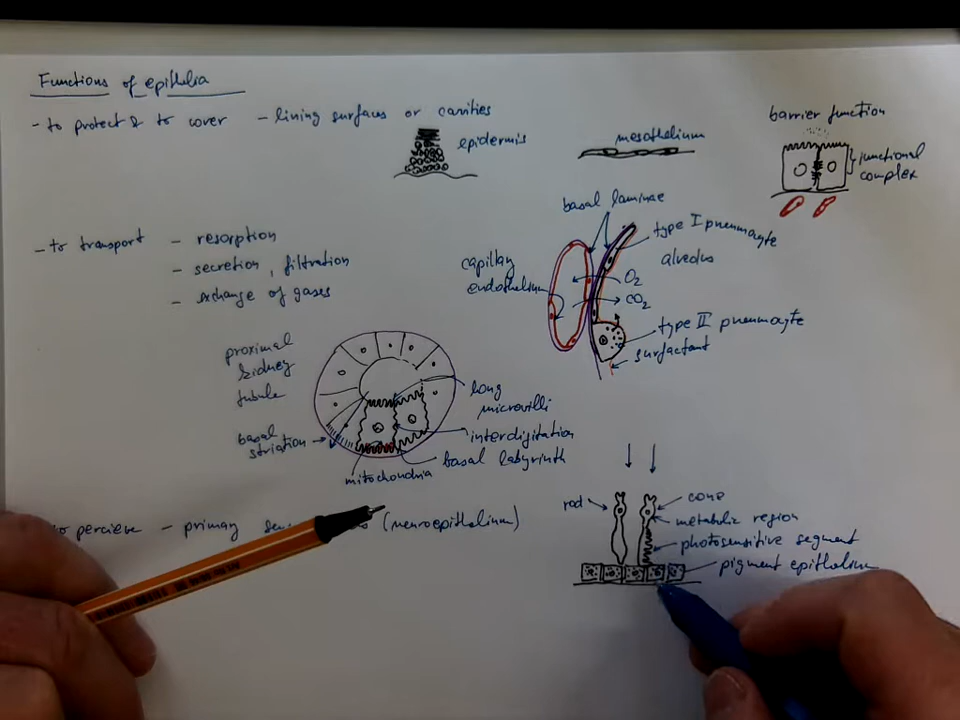 Functions of epithelia
- to protect & to cover - lining surfaces or cavities
epidermis
mesothelium
barrier function
junctional
complex
- to transport - resorption
- secretion, filtration
- exchange of gases
basal laminae
type I pneumocyte
alveolus
capillary
endothelium
O2
CO2
type II pneumocyte
surfactant
proximal
kidney
tubule
long
microvilli
interdigitation
basal labyrinth
basal
striation
mitochondria
to percieve - primary (neuroepithelium)
rod
cone
metabolic region
photosensitive segment
pigment epithelium